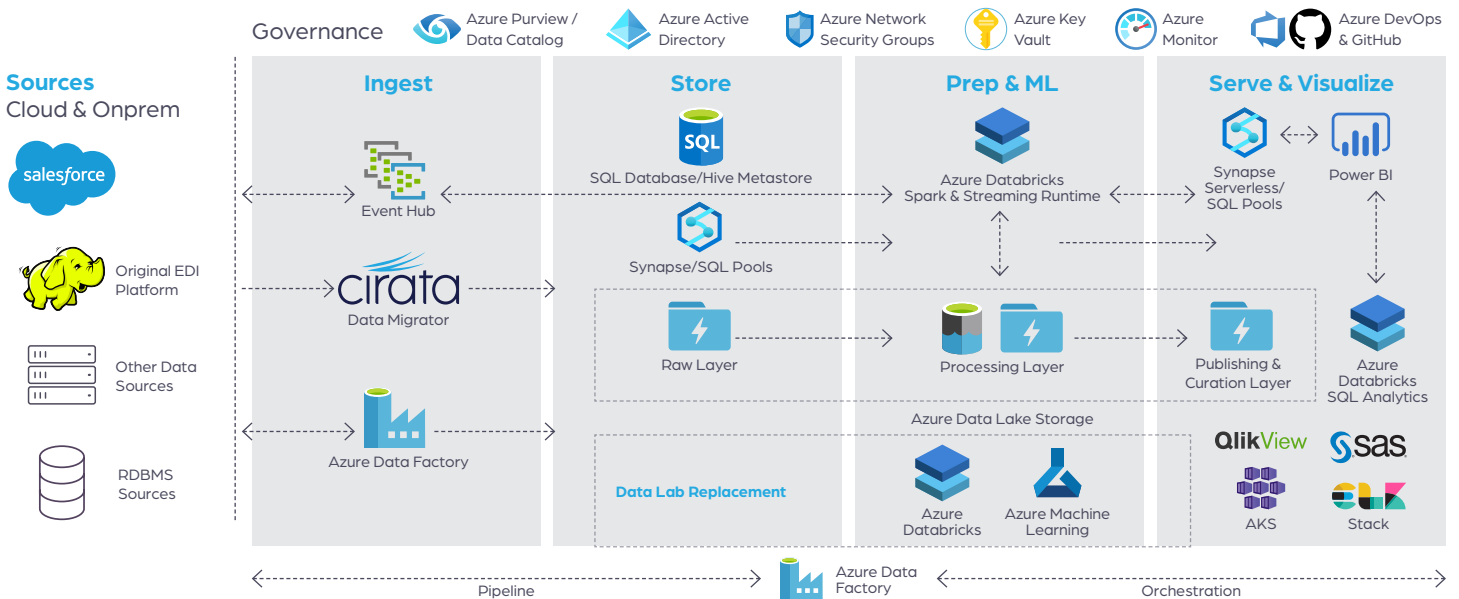 Governance
Azure Purview /
Data Catalog
Azure Active
Directory
Azure Network
Security Groups
Azure Key
Vault
Azure
Monitor
Azure DevOps
& GitHub
Sources
Cloud & Onprem
salesforce
Original EDI
Platform
Other Data
Sources
RDBMS
Sources
Ingest
Event Hub
cirata
Data Migrator
Azure Data Factory
Store
SQL
SQL Database/Hive Metastore
Synapse/SQL Pools
Raw Layer
Data Lab Replacement
Prep & ML
Azure Databricks
Spark & Streaming Runtime
Processing Layer
Azure Data Lake Storage
Azure
Databricks
Azure Machine
Learning
Serve & Visualize
Synapse
Serverless/
SQL Pools
Power BI
Publishing &
Curation Layer
Azure
Databricks
SQL Analytics
QlikView
sas
AKS
ELK
Stack
Pipeline
Azure Data
Factory
Orchestration